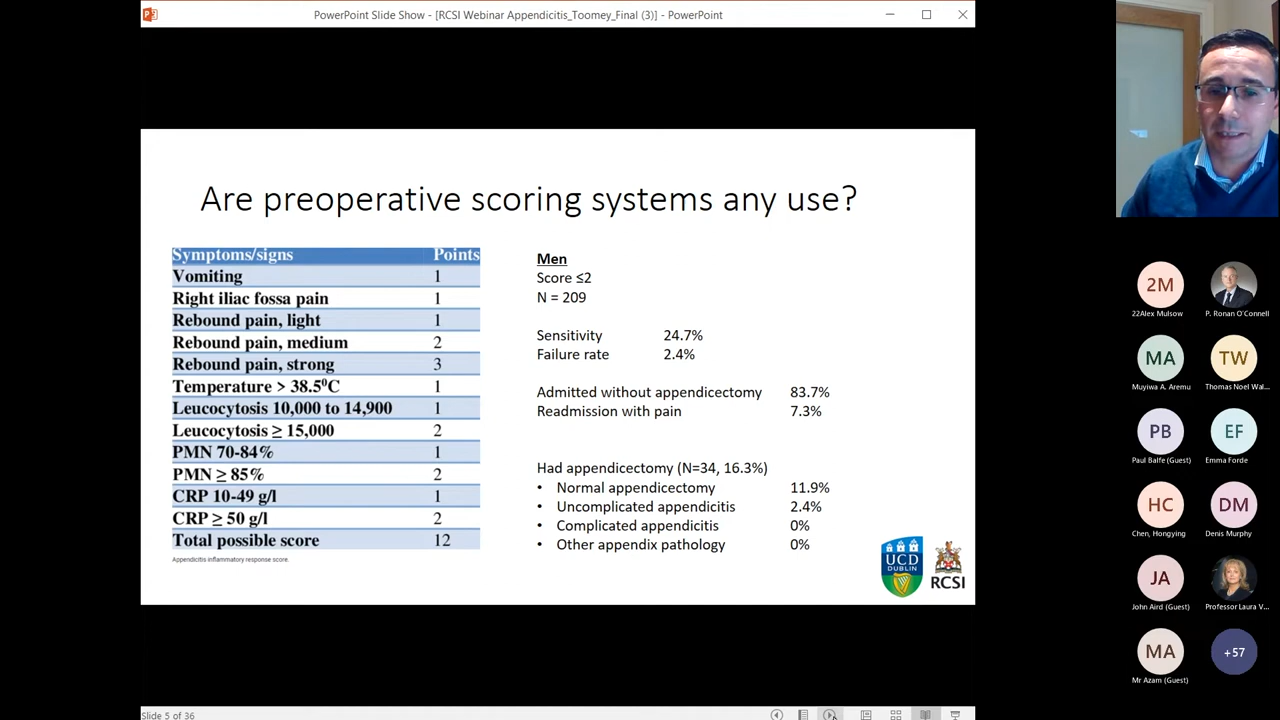 PowerPoint Slide Show - [RCSI Webinar Appendicitis_Toomey_Final (3)] - PowerPoint
Are preoperative scoring systems any use?
Symptoms/signs Points
Vomiting 1
Right iliac fossa pain 1
Rebound pain, light 1
Rebound pain, medium 2
Rebound pain, strong 3
Temperature > 38.5⁰C 1
Leucocytosis 10,000 to 14,900 1
Leucocytosis ≥ 15,000 2
PMN 70-84% 1
PMN ≥ 85% 2
CRP 10-49 g/l 1
CRP ≥ 50 g/l 2
Total possible score 12
Appendicitis inflammatory response score.
Men
Score ≤2
N = 209
Sensitivity 24.7%
Failure rate 2.4%
Admitted without appendicectomy 83.7%
Readmission with pain 7.3%
Had appendicectomy (N=34, 16.3%)
• Normal appendicectomy 11.9%
• Uncomplicated appendicitis 2.4%
• Complicated appendicitis 0%
• Other appendix pathology 0%
UCD
DUBLIN
RCSI
Slide 5 of 36
2M
22Alex Mulsow P. Ronan O'Connell
MA TW
Muyiwa A. Aremu Thomas Noel Wal...
PB EF
Paul Balfe (Guest) Emma Forde
HC DM
Chen, Hongying Denis Murphy
JA
John Aird (Guest) Professor Laura V...
MA +57
Mr Azam (Guest)